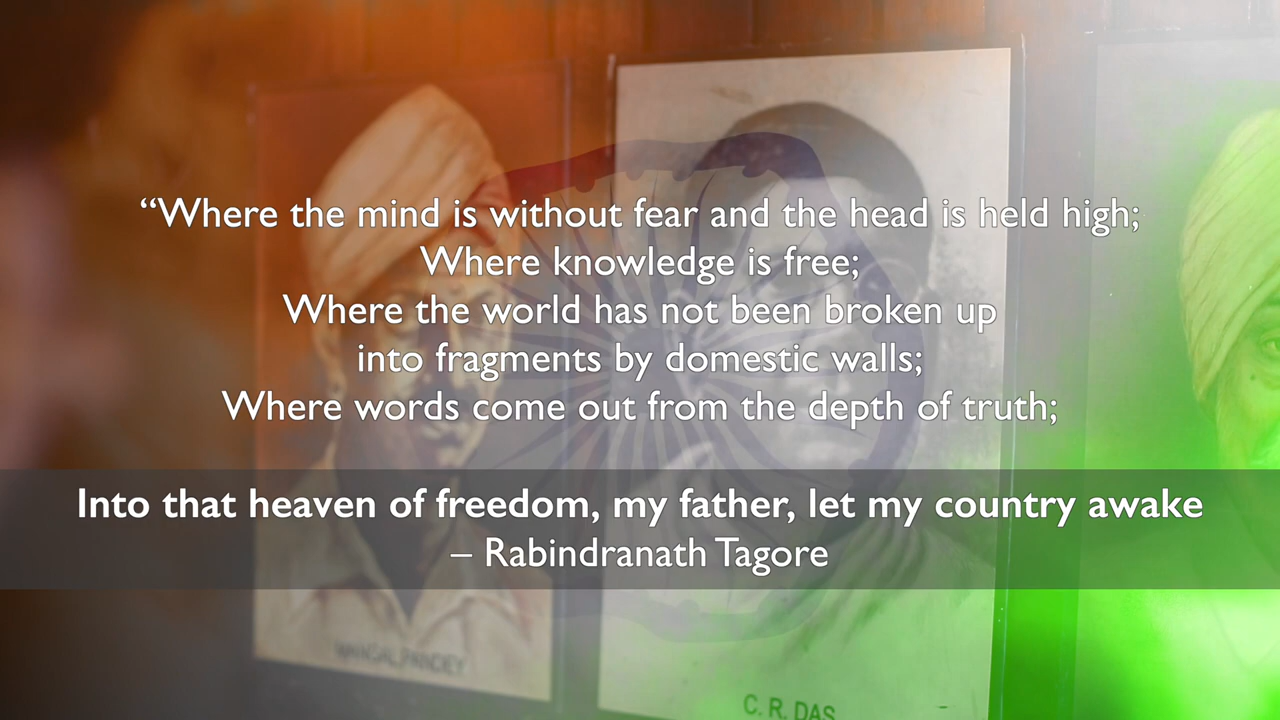 “Where the mind is without fear and the head is held high;
Where knowledge is free;
Where the world has not been broken up
into fragments by domestic walls;
Where words come out from the depth of truth;
Into that heaven of freedom, my father, let my country awake
– Rabindranath Tagore
MANGAL PANDEY
C. R. DAS